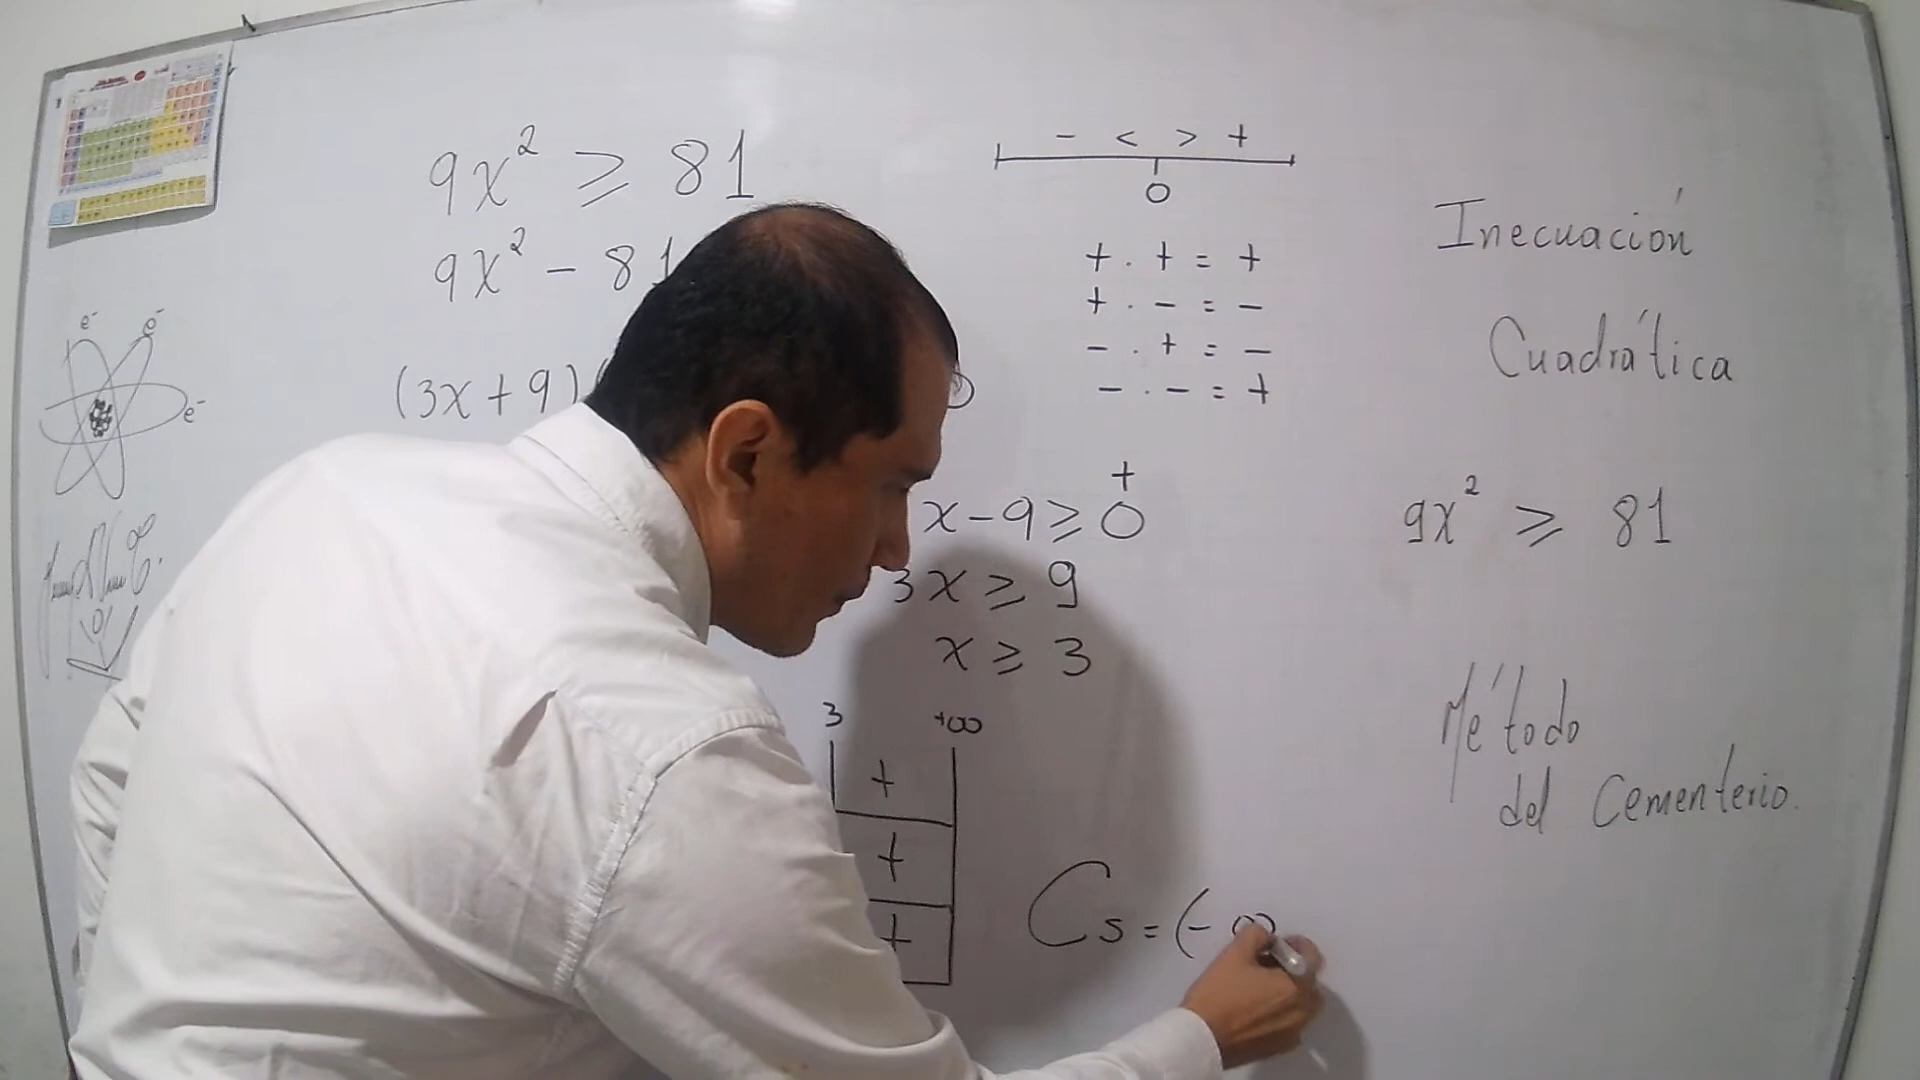 9x² ≥ 81
9x² - 81
(3x + 9)
- < > +
0
+ . + = +
+ . - = -
- . + = -
- . - = +
+
x - 9 ≥ 0
3x ≥ 9
x ≥ 3
3 +∞
+
+
+
Cs = (- ∞
Inecuación
Cuadrática
9x² ≥ 81
Método
del Cementerio.
e⁻ e⁻
e⁻